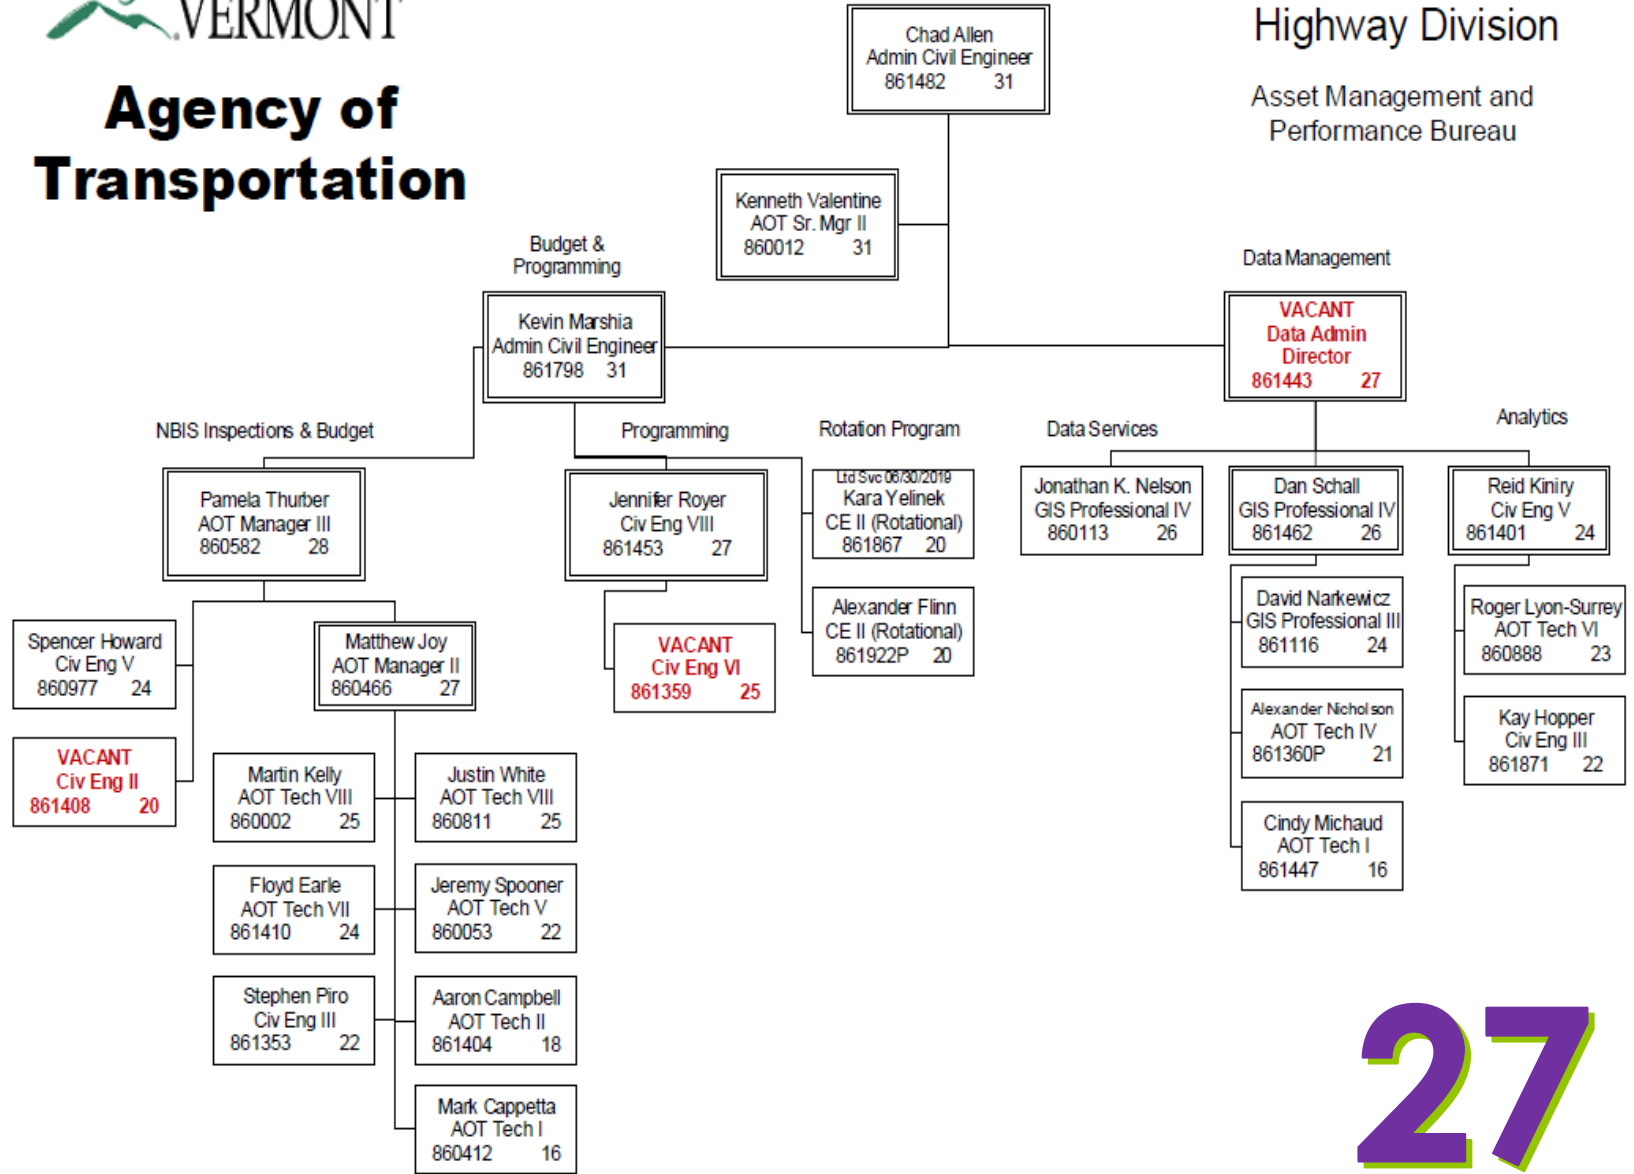 VERMONT
Agency of
Transportation
Highway Division
Asset Management and
Performance Bureau
Chad Allen
Admin Civil Engineer
861482 31
Kenneth Valentine
AOT Sr. Mgr II
860012 31
Budget &
Programming
Kevin Marshia
Admin Civil Engineer
861798 31
Data Management
VACANT
Data Admin
Director
861443 27
NBIS Inspections & Budget
Pamela Thurber
AOT Manager III
860582 28
Programming
Jennifer Royer
Civ Eng VIII
861453 27
Rotation Program
Ltd Svc 06/30/2019
Kara Yelinek
CE II (Rotational)
861867 20
Alexander Flinn
CE II (Rotational)
861922P 20
Data Services
Jonathan K. Nelson
GIS Professional IV
860113 26
Dan Schall
GIS Professional IV
861462 26
Analytics
Reid Kiniry
Civ Eng V
861401 24
Spencer Howard
Civ Eng V
860977 24
VACANT
Civ Eng II
861408 20
Matthew Joy
AOT Manager II
860466 27
VACANT
Civ Eng VI
861359 25
David Narkewicz
GIS Professional III
861116 24
Alexander Nicholson
AOT Tech IV
861360P 21
Cindy Michaud
AOT Tech I
861447 16
Roger Lyon-Surrey
AOT Tech VI
860888 23
Kay Hopper
Civ Eng III
861871 22
Martin Kelly
AOT Tech VIII
860002 25
Justin White
AOT Tech VIII
860811 25
Floyd Earle
AOT Tech VII
861410 24
Jeremy Spooner
AOT Tech V
860053 22
Stephen Piro
Civ Eng III
861353 22
Aaron Campbell
AOT Tech II
861404 18
Mark Cappetta
AOT Tech I
860412 16
27